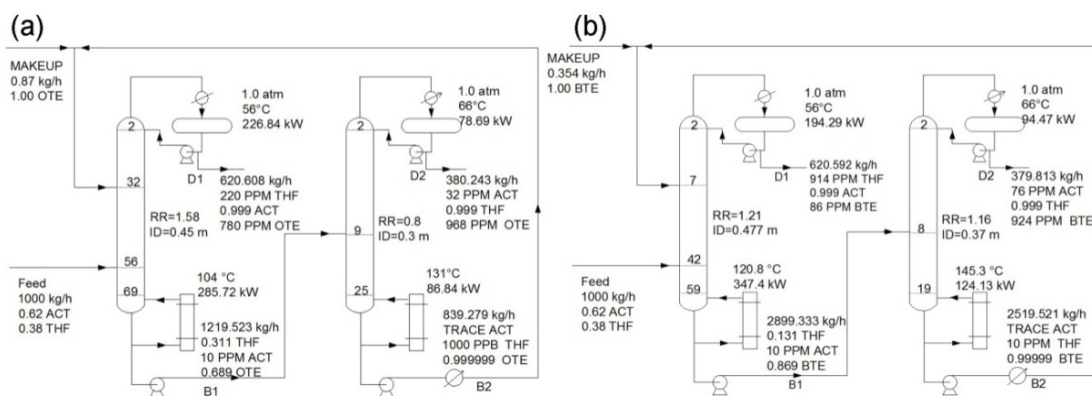 (a)
MAKEUP
0.87 kg/h
1.00 OTE
1.0 atm
56°C
226.84 kW
2
32
56
69
D1
620.608 kg/h
220 PPM THF
0.999 ACT
780 PPM OTE
RR=1.58
ID=0.45 m
Feed
1000 kg/h
0.62 ACT
0.38 THF
104 °C
285.72 kW
1219.523 kg/h
0.311 THF
10 PPM ACT
0.689 OTE
B1
1.0 atm
66°C
78.69 kW
2
9
25
D2
380.243 kg/h
32 PPM ACT
0.999 THF
968 PPM OTE
RR=0.8
ID=0.3 m
131°C
86.84 kW
839.279 kg/h
TRACE ACT
1000 PPB THF
0.999999 OTE
B2
(b)
MAKEUP
0.354 kg/h
1.00 BTE
1.0 atm
56°C
194.29 kW
2
7
42
59
D1
620.592 kg/h
914 PPM THF
0.999 ACT
86 PPM BTE
RR=1.21
ID=0.477 m
Feed
1000 kg/h
0.62 ACT
0.38 THF
120.8 °C
347.4 kW
2899.333 kg/h
0.131 THF
10 PPM ACT
0.869 BTE
B1
1.0 atm
66°C
94.47 kW
2
8
19
D2
379.813 kg/h
76 PPM ACT
0.999 THF
924 PPM BTE
RR=1.16
ID=0.37 m
145.3 °C
124.13 kW
2519.521 kg/h
TRACE ACT
10 PPM THF
0.99999 BTE
B2